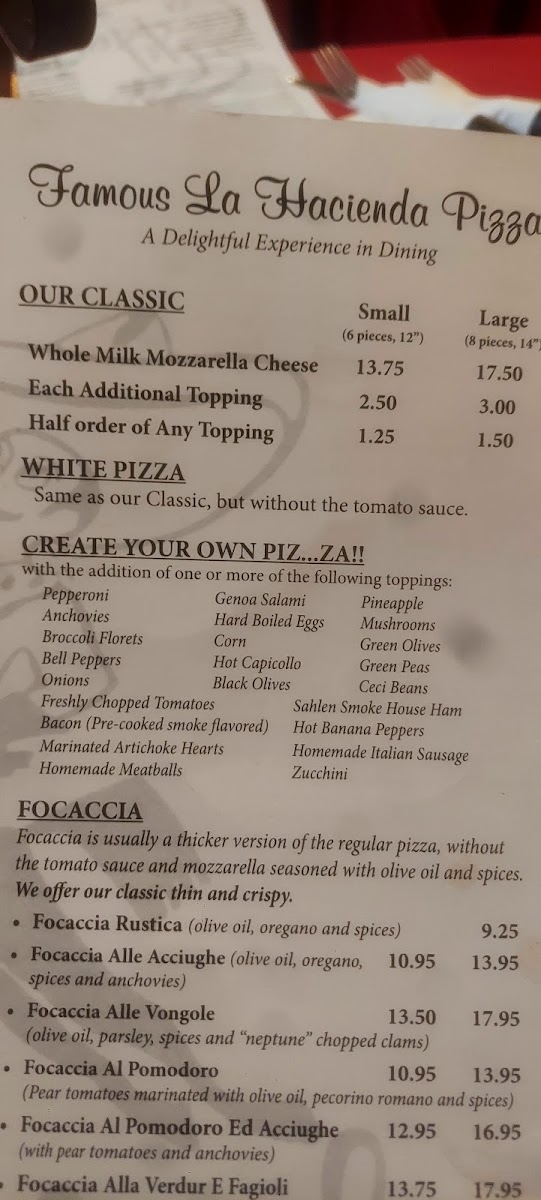 Famous La Hacienda Pizza
A Delightful Experience in Dining
OUR CLASSIC Small Large
(6 pieces, 12") (8 pieces, 14")
Whole Milk Mozzarella Cheese 13.75 17.50
Each Additional Topping 2.50 3.00
Half order of Any Topping 1.25 1.50
WHITE PIZZA
Same as our Classic, but without the tomato sauce.
CREATE YOUR OWN PIZ...ZA!!
with the addition of one or more of the following toppings:
Pepperoni Genoa Salami Pineapple
Anchovies Hard Boiled Eggs Mushrooms
Broccoli Florets Corn Green Olives
Bell Peppers Hot Capicollo Green Peas
Onions Black Olives Ceci Beans
Freshly Chopped Tomatoes Sahlen Smoke House Ham
Bacon (Pre-cooked smoke flavored) Hot Banana Peppers
Marinated Artichoke Hearts Homemade Italian Sausage
Homemade Meatballs Zucchini
FOCACCIA
Focaccia is usually a thicker version of the regular pizza, without
the tomato sauce and mozzarella seasoned with olive oil and spices.
We offer our classic thin and crispy.
• Focaccia Rustica (olive oil, oregano and spices) 9.25
• Focaccia Alle Acciughe (olive oil, oregano, 10.95 13.95
spices and anchovies)
• Focaccia Alle Vongole 13.50 17.95
(olive oil, parsley, spices and "neptune" chopped clams)
• Focaccia Al Pomodoro 10.95 13.95
(Pear tomatoes marinated with olive oil, pecorino romano and spices)
• Focaccia Al Pomodoro Ed Acciughe 12.95 16.95
(with pear tomatoes and anchovies)
• Focaccia Alla Verdur E Fagioli 13.75 17.95